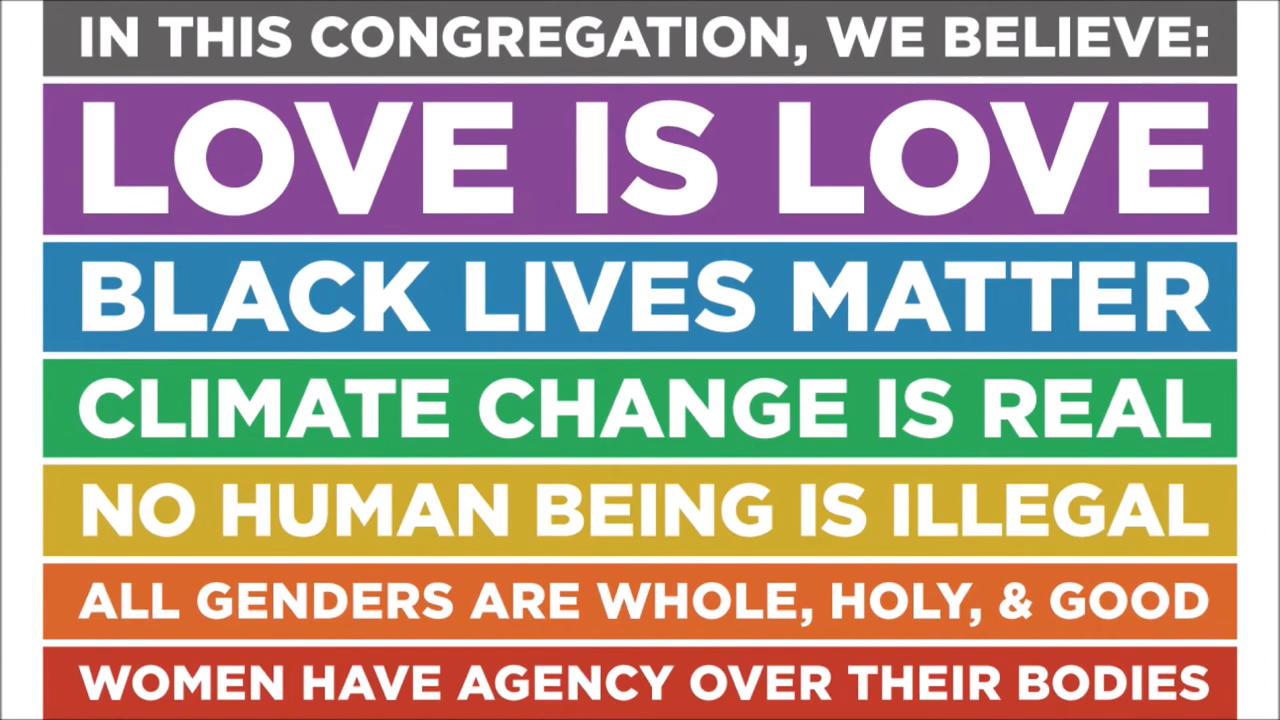 IN THIS CONGREGATION, WE BELIEVE:
LOVE IS LOVE
BLACK LIVES MATTER
CLIMATE CHANGE IS REAL
NO HUMAN BEING IS ILLEGAL
ALL GENDERS ARE WHOLE, HOLY, & GOOD
WOMEN HAVE AGENCY OVER THEIR BODIES